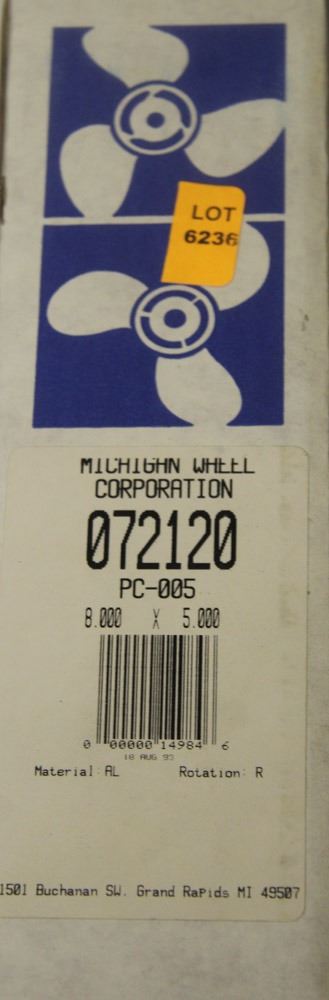 LOT
6236
MICHIGAN WHEEL
CORPORATION
072120
PC-005
8.000 X 5.000
0 00000 14984 6
18 AUG 93
Material: AL Rotation: R
1501 Buchanan SW. Grand Rapids MI 49507